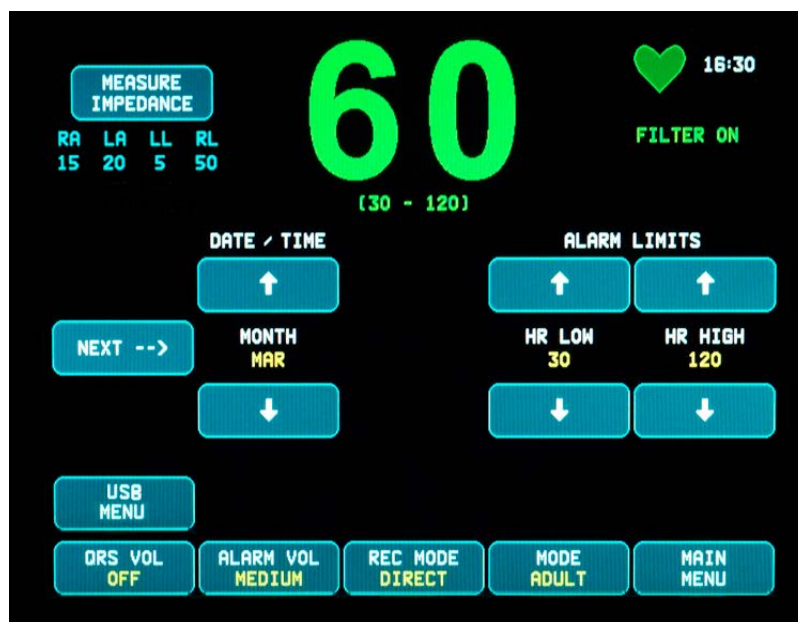 MEASURE
IMPEDANCE
RA LA LL RL
15 20 5 50
60
(30 - 120)
16:30
FILTER ON
DATE / TIME
ALARM LIMITS
NEXT -->
MONTH
MAR
HR LOW
30
HR HIGH
120
USB
MENU
QRS VOL
OFF
ALARM VOL
MEDIUM
REC MODE
DIRECT
MODE
ADULT
MAIN
MENU